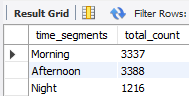 Result Grid Filter Rows:
time_segments total_count
Morning 3337
Afternoon 3388
Night 1216